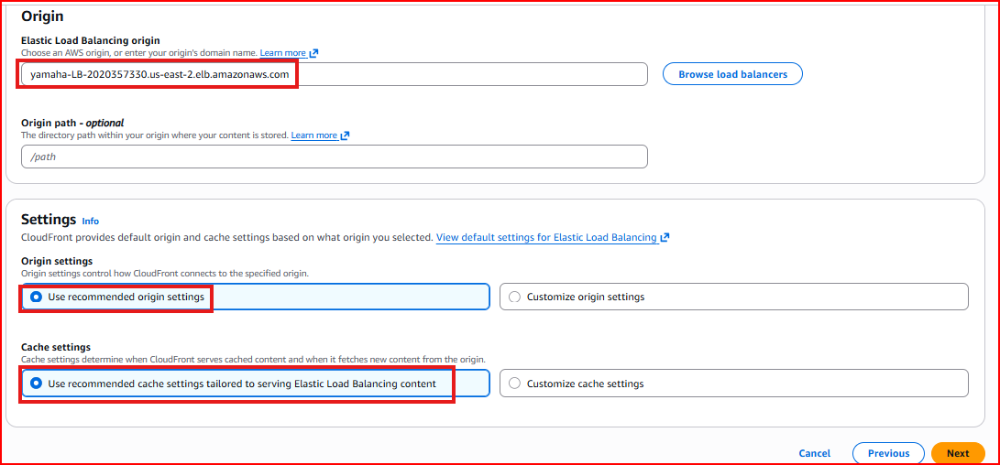 Origin
Elastic Load Balancing origin
Choose an AWS origin, or enter your origin's domain name. Learn more
yamaha-LB-2020357330.us-east-2.elb.amazonaws.com
Browse load balancers
Origin path - optional
The directory path within your origin where your content is stored. Learn more
/path
Settings Info
CloudFront provides default origin and cache settings based on what origin you selected. View default settings for Elastic Load Balancing
Origin settings
Origin settings control how CloudFront connects to the specified origin.
Use recommended origin settings
Customize origin settings
Cache settings
Cache settings determine when CloudFront serves cached content and when it fetches new content from the origin.
Use recommended cache settings tailored to serving Elastic Load Balancing content
Customize cache settings
Cancel
Previous
Next